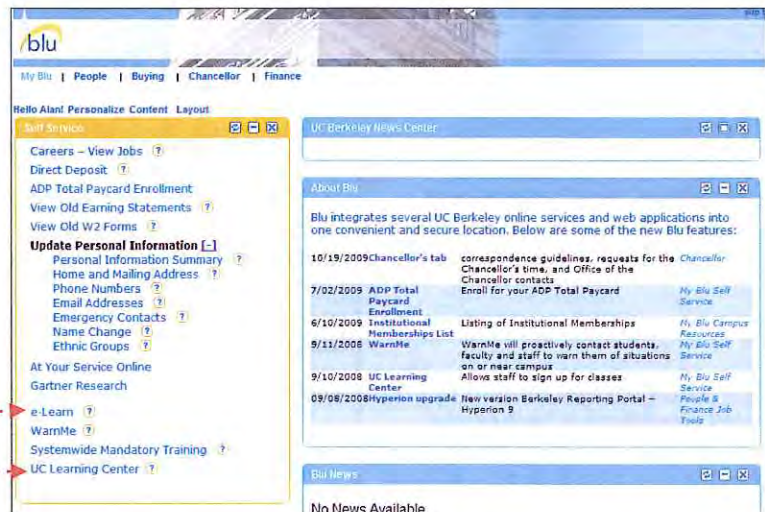 blu
My Blu | People | Buying | Chancellor | Finance
Hello Alan! Personalize Content Layout
Self Service
Careers – View Jobs ?
Direct Deposit ?
ADP Total Paycard Enrollment
View Old Earning Statements ?
View Old W2 Forms ?
Update Personal Information [-]
Personal Information Summary ?
Home and Mailing Address ?
Phone Numbers ?
Email Addresses ?
Emergency Contacts ?
Name Change ?
Ethnic Groups ?
At Your Service Online
Gartner Research
e-Learn ?
WarnMe ?
Systemwide Mandatory Training ?
UC Learning Center ?
UC Berkeley News Center
About Blu
Blu integrates several UC Berkeley online services and web applications into
one convenient and secure location. Below are some of the new Blu features:
10/19/2009 Chancellor's tab correspondence guidelines, requests for the Chancellor
Chancellor's time, and Office of the
Chancellor contacts
7/02/2009 ADP Total Enroll for your ADP Total Paycard My Blu Self
Paycard Service
Enrollment
6/10/2009 Institutional Listing of Institutional Memberships My Blu Campus
Memberships List Resources
9/11/2008 WarnMe WarnMe will proactively contact students, My Blu Self
faculty and staff to warn them of situations Service
on or near campus
9/10/2008 UC Learning Allows staff to sign up for classes My Blu Self
Center Service
09/08/2008 Hyperion upgrade New version Berkeley Reporting Portal – People &
Hyperion 9 Finance Job
Tools
Blu News
No News Available